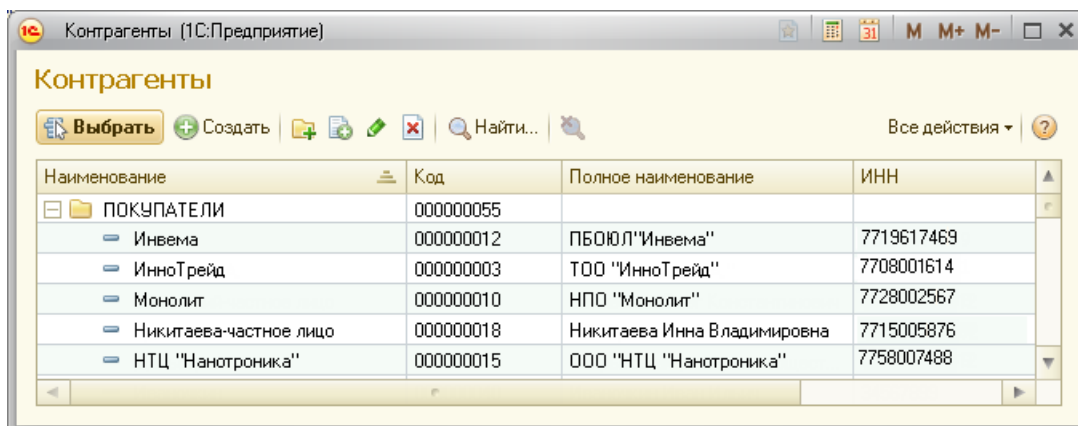 1С Контрагенты (1С:Предприятие) 31 M M+ M-
Контрагенты
Выбрать Создать Найти... Все действия ?
Наименование Код Полное наименование ИНН
ПОКУПАТЕЛИ 000000055
Инвема 000000012 ПБОЮЛ"Инвема" 7719617469
ИнноТрейд 000000003 ТОО "ИнноТрейд" 7708001614
Монолит 000000010 НПО "Монолит" 7728002567
Никитаева-частное лицо 000000018 Никитаева Инна Владимировна 7715005876
НТЦ "Нанотроника" 000000015 ООО "НТЦ "Нанотроника" 7758007488